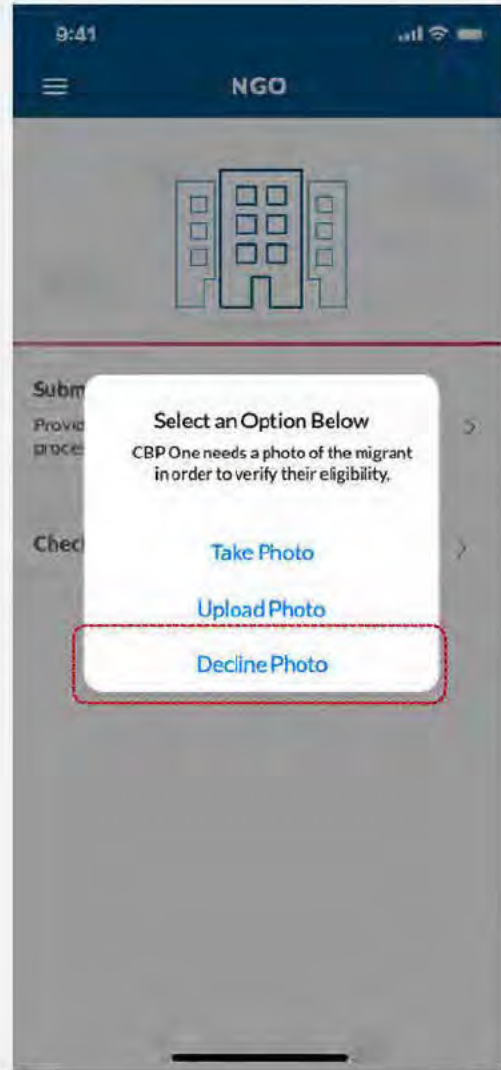 9:41
NGO
Subm
Provid
proces
Select an Option Below
CBP One needs a photo of the migrant
in order to verify their eligibility.
Take Photo
Upload Photo
Decline Photo
Chec